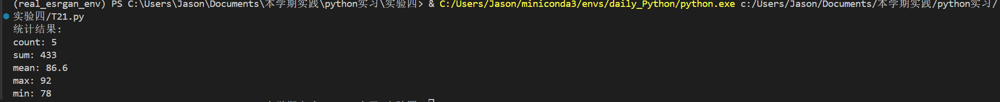 (real_esrgan_env) PS C:\Users\Jason\Documents\本学期实践\python实习\实验四> & C:/Users/Jason/miniconda3/envs/daily_Python/python.exe c:/Users/Jason/Documents/本学期实践/python实习/
实验四/T21.py
统计结果:
count: 5
sum: 433
mean: 86.6
max: 92
min: 78